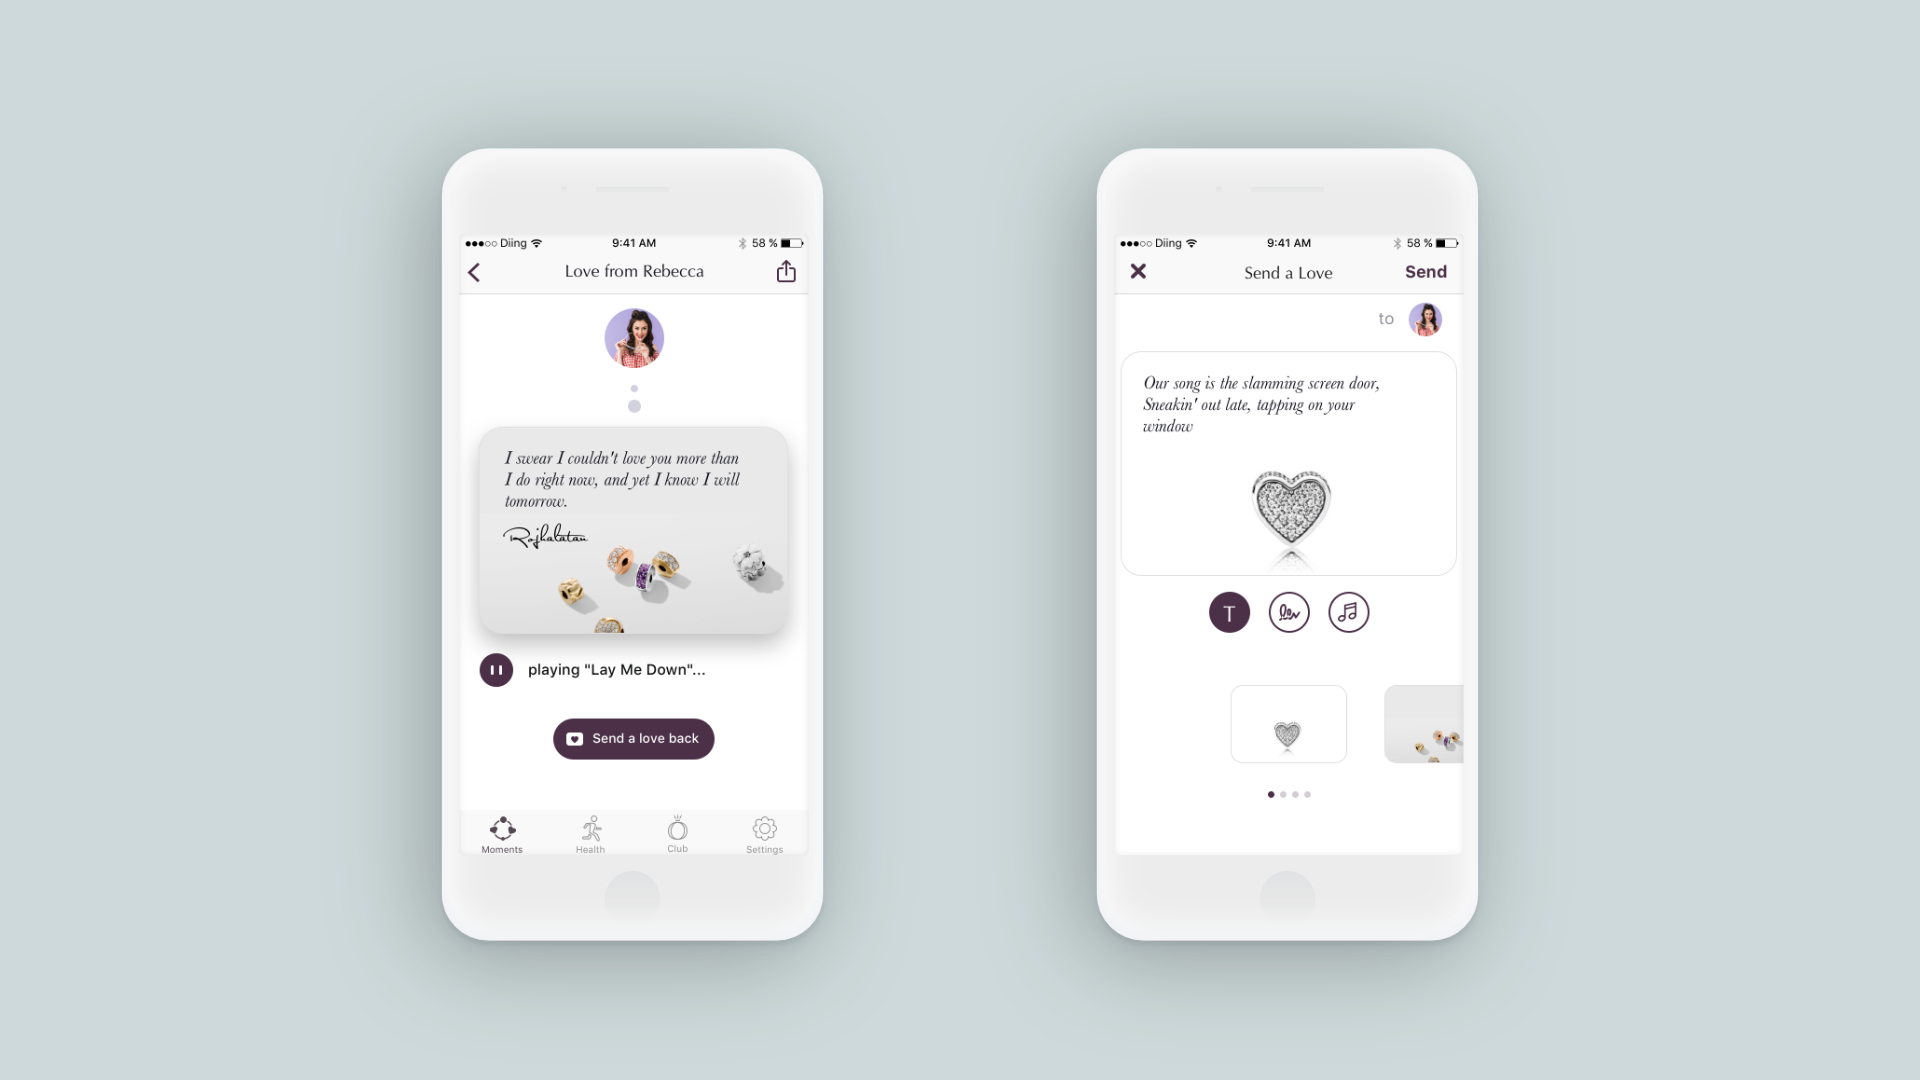 Diing
9:41 AM
58 %
Love from Rebecca
I swear I couldn't love you more than
I do right now, and yet I know I will
tomorrow.
Rojhalatan
playing "Lay Me Down"...
Send a love back
Moments
Health
Club
Settings
Diing
9:41 AM
58 %
Send a Love
Send
to
Our song is the slamming screen door,
Sneakin' out late, tapping on your
window
T